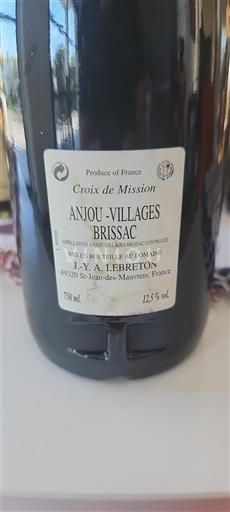 Produce of France
Croix de Mission
ANJOU-VILLAGES
BRISSAC
APPELLATION ANJOU-VILLAGES BRISSAC CONTROLÉE
MIS EN BOUTEILLE AU DOMAINE
J.-Y. A. LEBRETON
49320 St-Jean-des-Mauvrets, France
750 ml. 12,5 % vol.